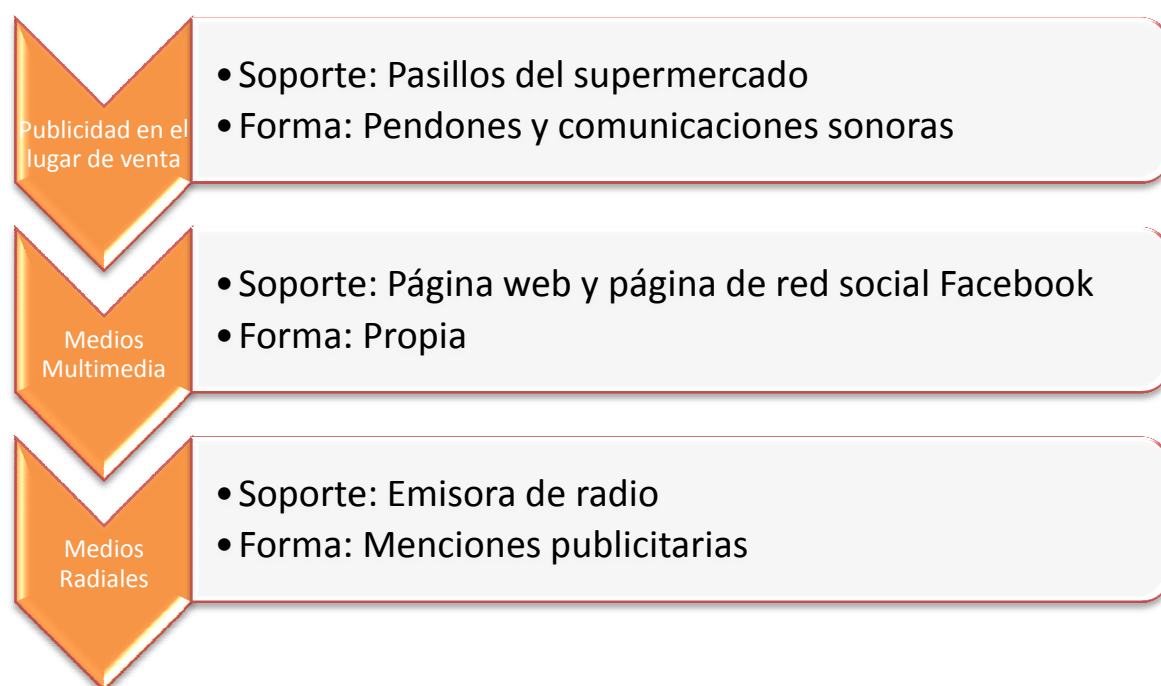 Publicidad en el
lugar de venta
• Soporte: Pasillos del supermercado
• Forma: Pendones y comunicaciones sonoras
Medios
Multimedia
• Soporte: Página web y página de red social Facebook
• Forma: Propia
Medios
Radiales
• Soporte: Emisora de radio
• Forma: Menciones publicitarias